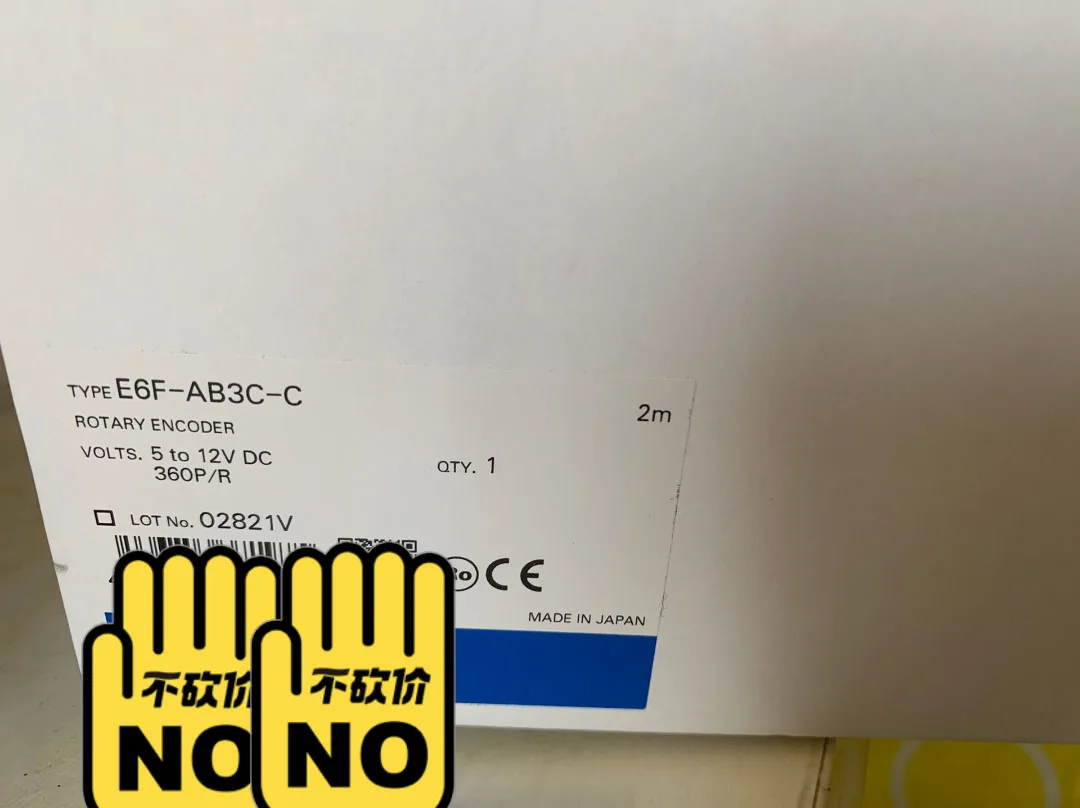 TYPE E6F-AB3C-C
2m
ROTARY ENCODER
VOLTS. 5 to 12V DC
360P/R
QTY. 1
LOT No. 02821V
CE
MADE IN JAPAN
不砍价
NO
不砍价
NO